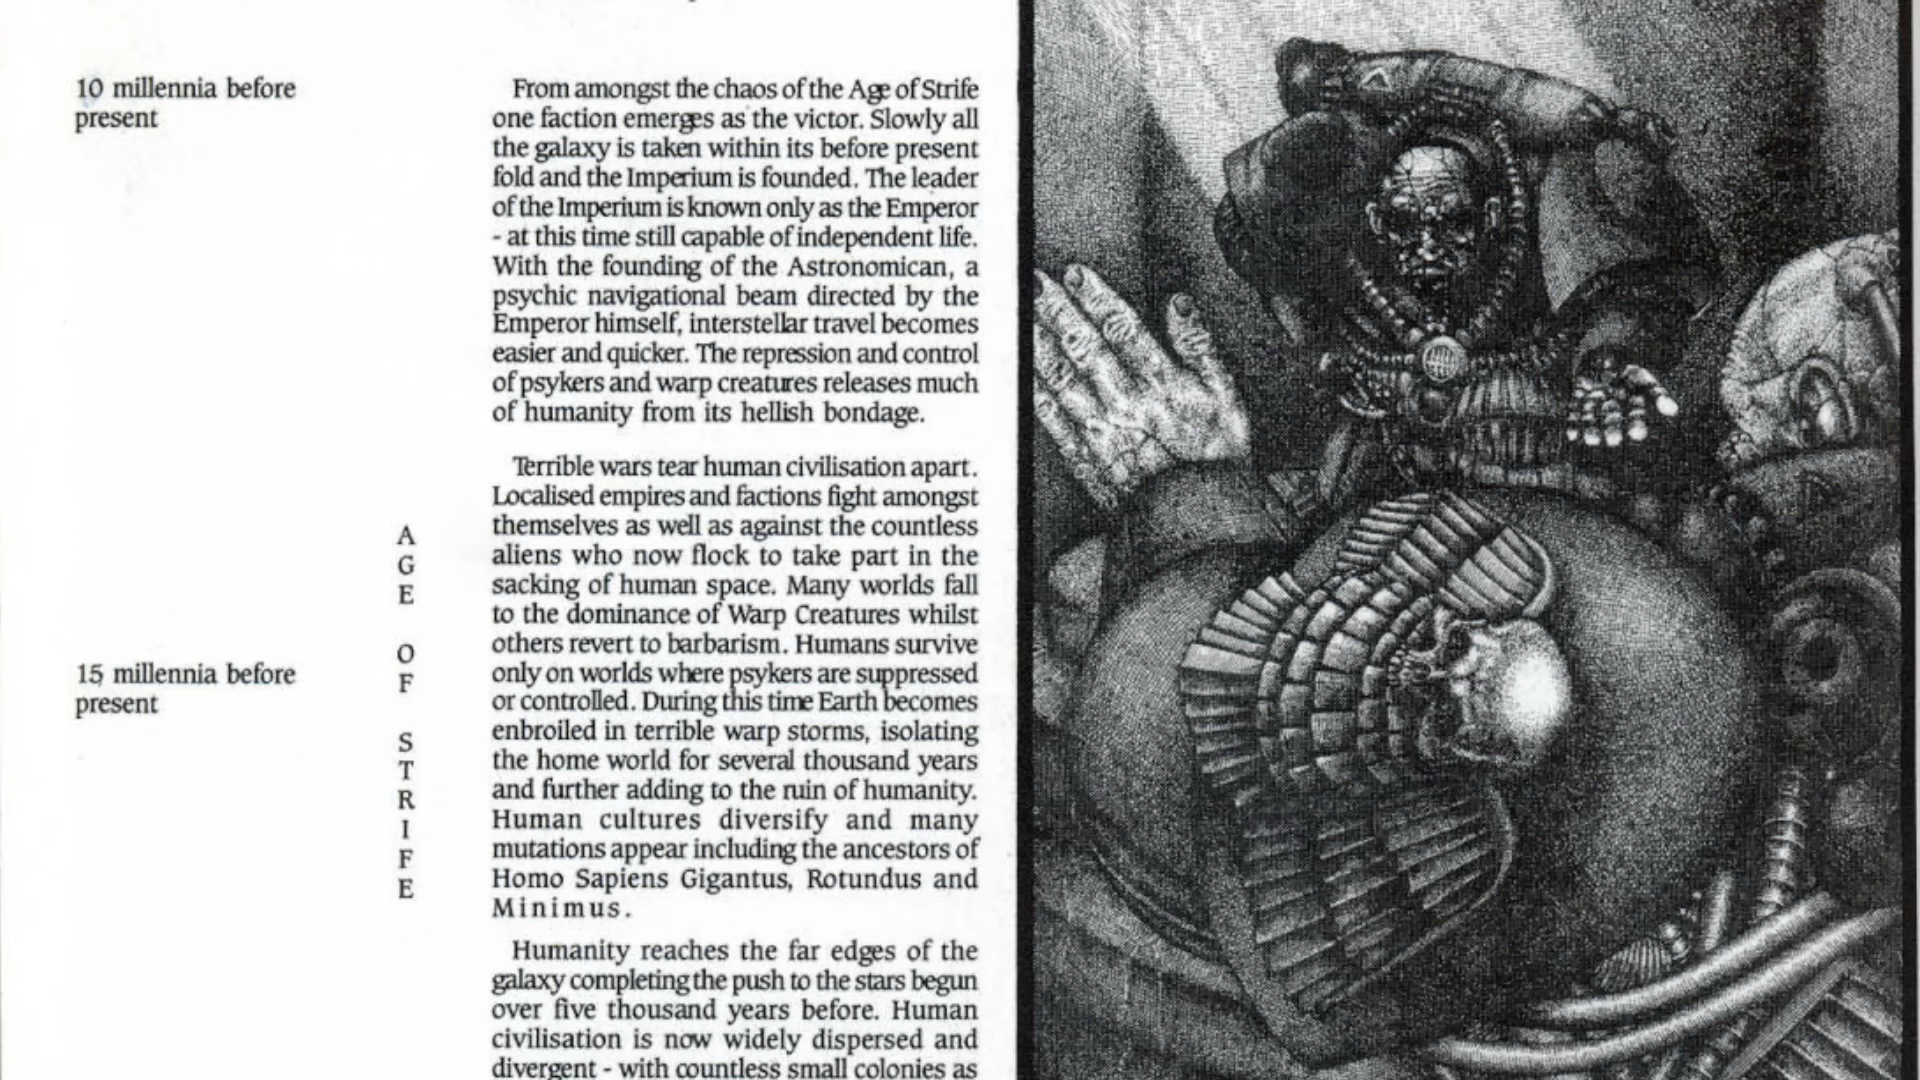 10 millennia before
present
From amongst the chaos of the Age of Strife
one faction emerges as the victor. Slowly all
the galaxy is taken within its before present
fold and the Imperium is founded. The leader
of the Imperium is known only as the Emperor
- at this time still capable of independent life.
With the founding of the Astronomican, a
psychic navigational beam directed by the
Emperor himself, interstellar travel becomes
easier and quicker. The repression and control
of psykers and warp creatures releases much
of humanity from its hellish bondage.
AGE OF STRIFE
15 millennia before
present
Terrible wars tear human civilisation apart.
Localised empires and factions fight amongst
themselves as well as against the countless
aliens who now flock to take part in the
sacking of human space. Many worlds fall
to the dominance of Warp Creatures whilst
others revert to barbarism. Humans survive
only on worlds where psykers are suppressed
or controlled. During this time Earth becomes
enbroiled in terrible warp storms, isolating
the home world for several thousand years
and further adding to the ruin of humanity.
Human cultures diversify and many
mutations appear including the ancestors of
Homo Sapiens Gigantus, Rotundus and
Minimus.
Humanity reaches the far edges of the
galaxy completing the push to the stars begun
over five thousand years before. Human
civilisation is now widely dispersed and
divergent - with countless small colonies as